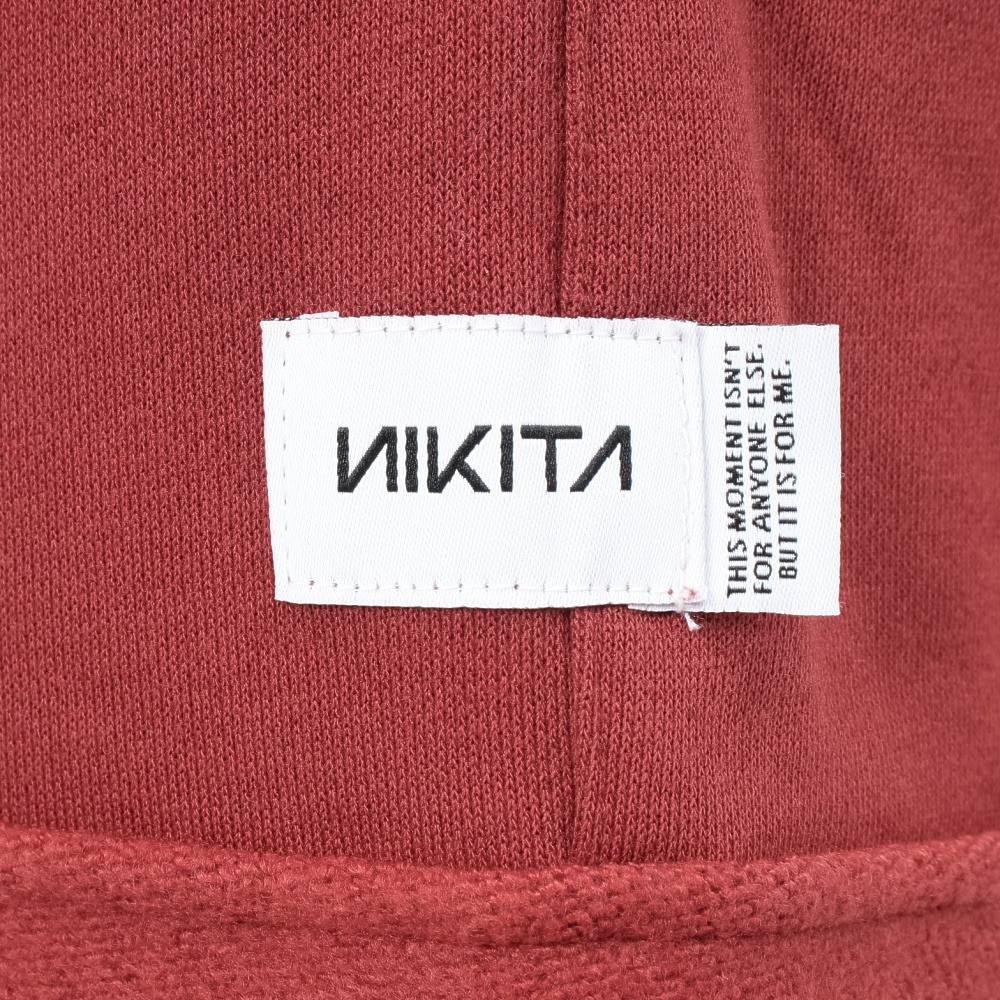 NIKITA
THIS MOMENT ISN'T
FOR ANYONE ELSE.
BUT IT IS FOR ME.